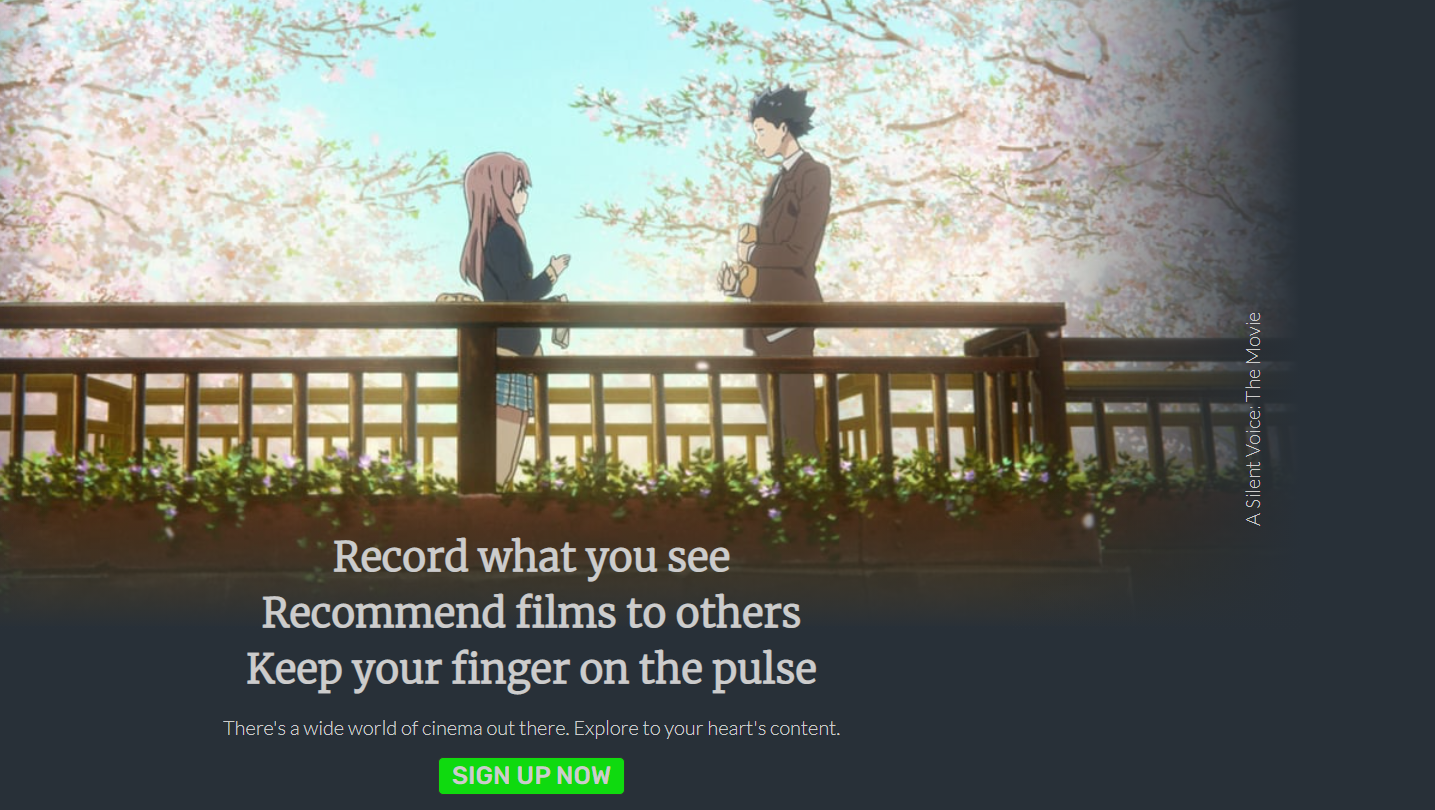 A Silent Voice: The Movie
Record what you see
Recommend films to others
Keep your finger on the pulse
There's a wide world of cinema out there. Explore to your heart's content.
SIGN UP NOW